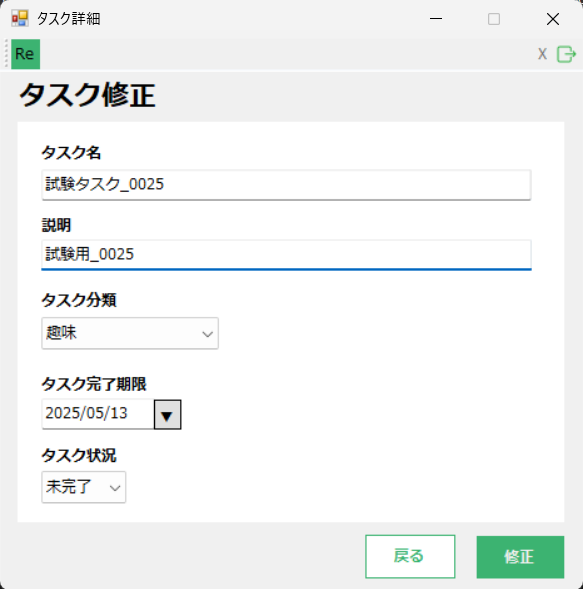 タスク詳細
Re
X
タスク修正
タスク名
試験タスク_0025
説明
試験用_0025
タスク分類
趣味
タスク完了期限
2025/05/13
タスク状況
未完了
戻る
修正